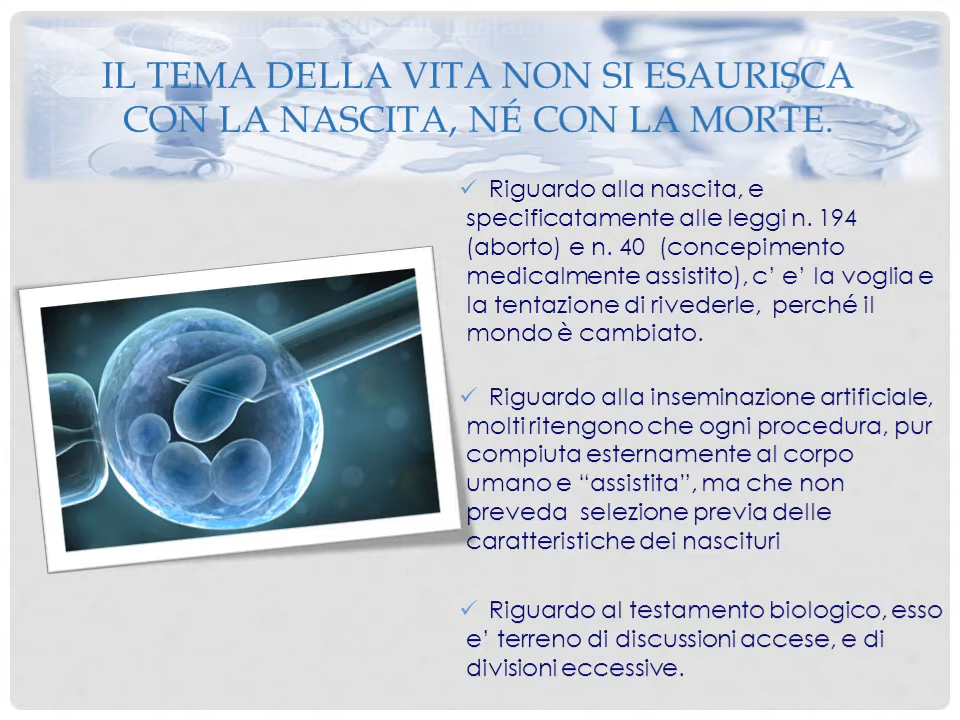 IL TEMA DELLA VITA NON SI ESAURISCA
CON LA NASCITA, NÉ CON LA MORTE.
✓ Riguardo alla nascita, e
specificatamente alle leggi n. 194
(aborto) e n. 40 (concepimento
medicalmente assistito), c’ e’ la voglia e
la tentazione di rivederle, perché il
mondo è cambiato.
✓ Riguardo alla inseminazione artificiale,
molti ritengono che ogni procedura, pur
compiuta esternamente al corpo
umano e “assistita”, ma che non
preveda selezione previa delle
caratteristiche dei nascituri
✓ Riguardo al testamento biologico, esso
e’ terreno di discussioni accese, e di
divisioni eccessive.